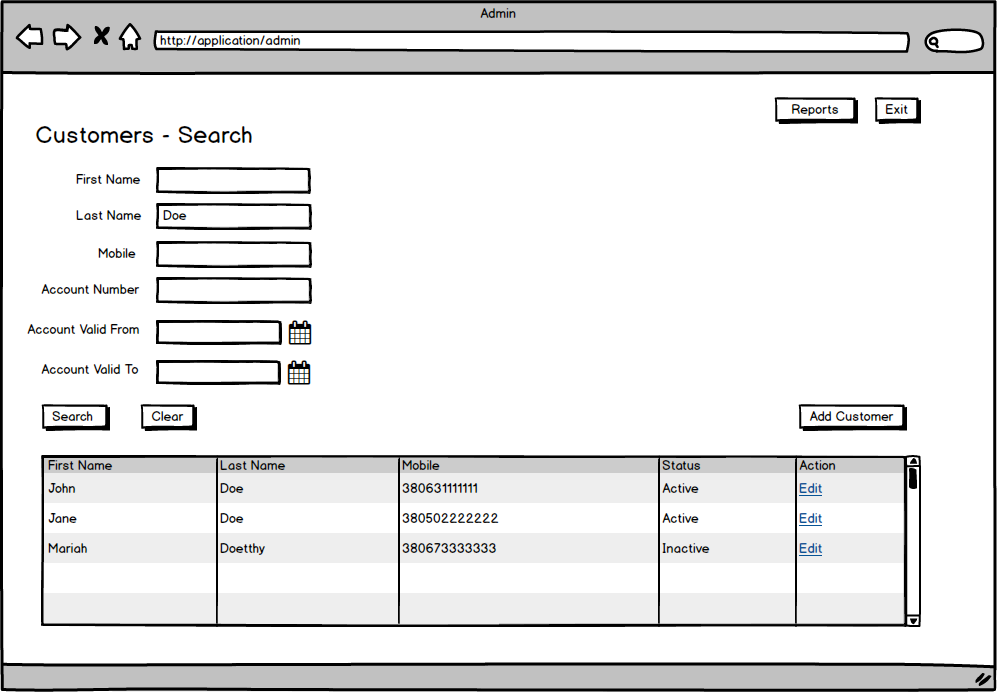 Admin
http://application/admin
Reports Exit
Customers - Search
First Name
Last Name Doe
Mobile
Account Number
Account Valid From
Account Valid To
Search Clear Add Customer
First Name Last Name Mobile Status Action
John Doe 380631111111 Active Edit
Jane Doe 380502222222 Active Edit
Mariah Doetthy 380673333333 Inactive Edit